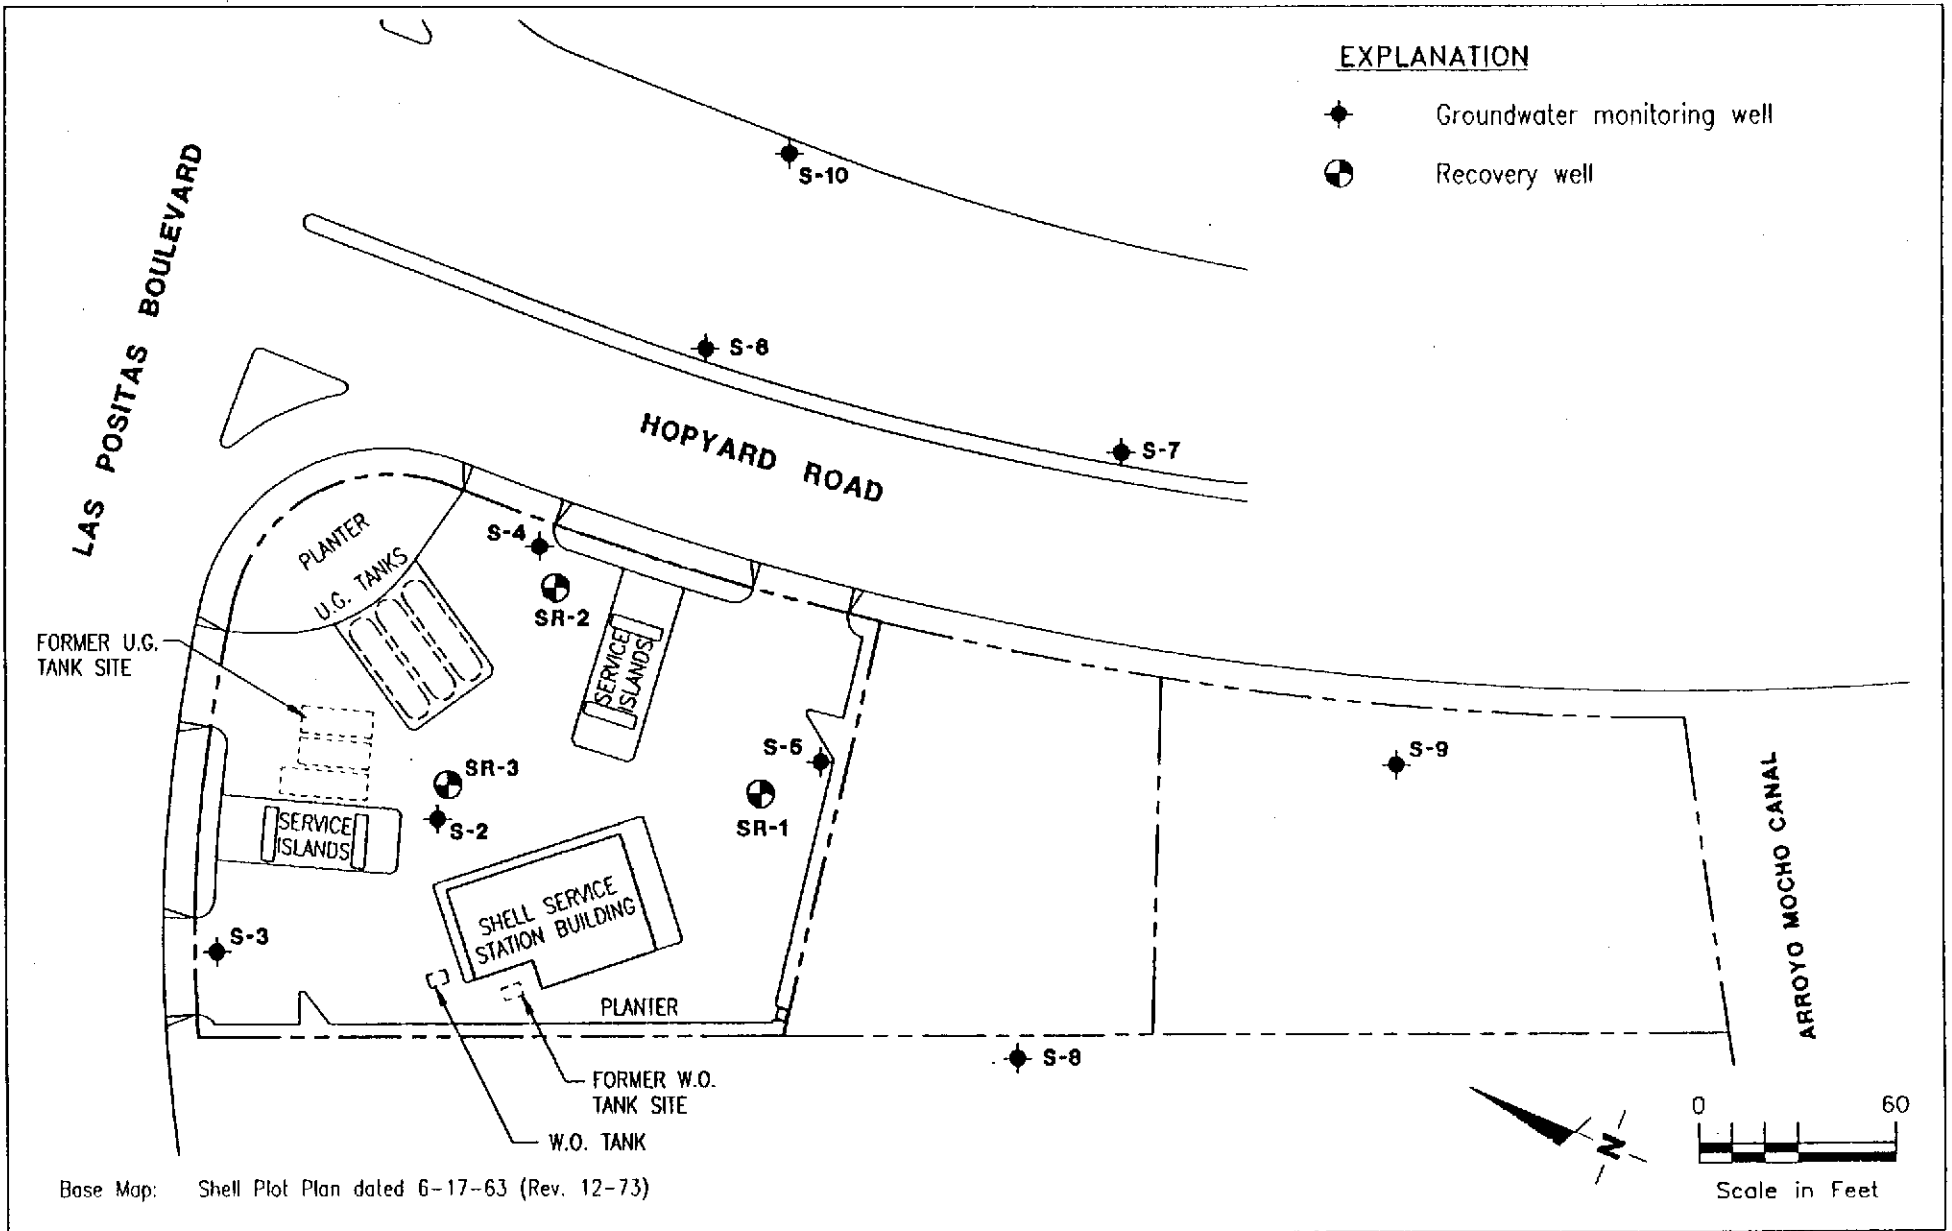 EXPLANATION
Groundwater monitoring well
Recovery well
S-10
LAS POSITAS BOULEVARD
S-6
HOPYARD ROAD
S-7
PLANTER
U.G. TANKS
S-4
SR-2
SERVICE
ISLANDS
FORMER U.G.
TANK SITE
S-5
SR-1
S-9
SR-3
S-2
SERVICE
ISLANDS
SHELL SERVICE
STATION BUILDING
S-3
PLANTER
ARROYO MOCHO CANAL
S-8
FORMER W.O.
TANK SITE
W.O. TANK
N
0 60
Scale in Feet
Base Map: Shell Plot Plan dated 6-17-63 (Rev. 12-73)